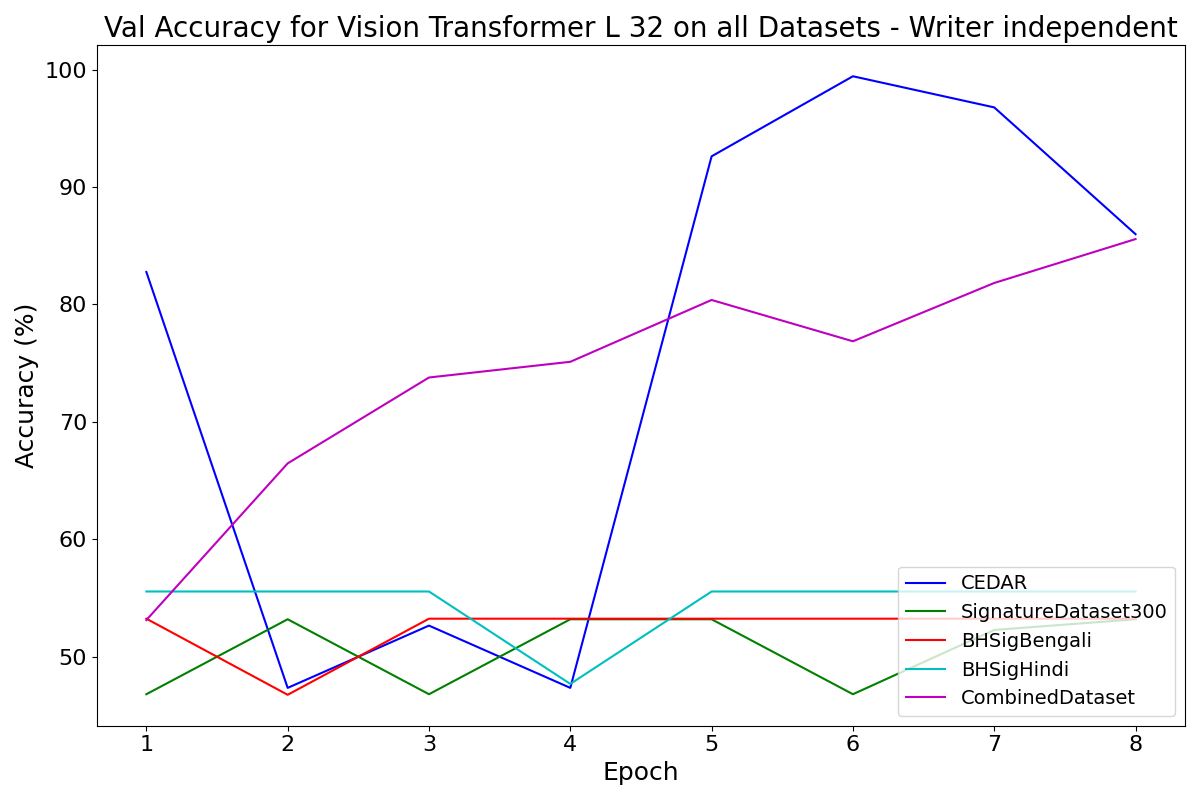 Val Accuracy for Vision Transformer L 32 on all Datasets - Writer independent
100
90
80
70
60
50
Accuracy (%)
CEDAR
SignatureDataset300
BHSigBengali
BHSigHindi
CombinedDataset
1 2 3 4 5 6 7 8
Epoch